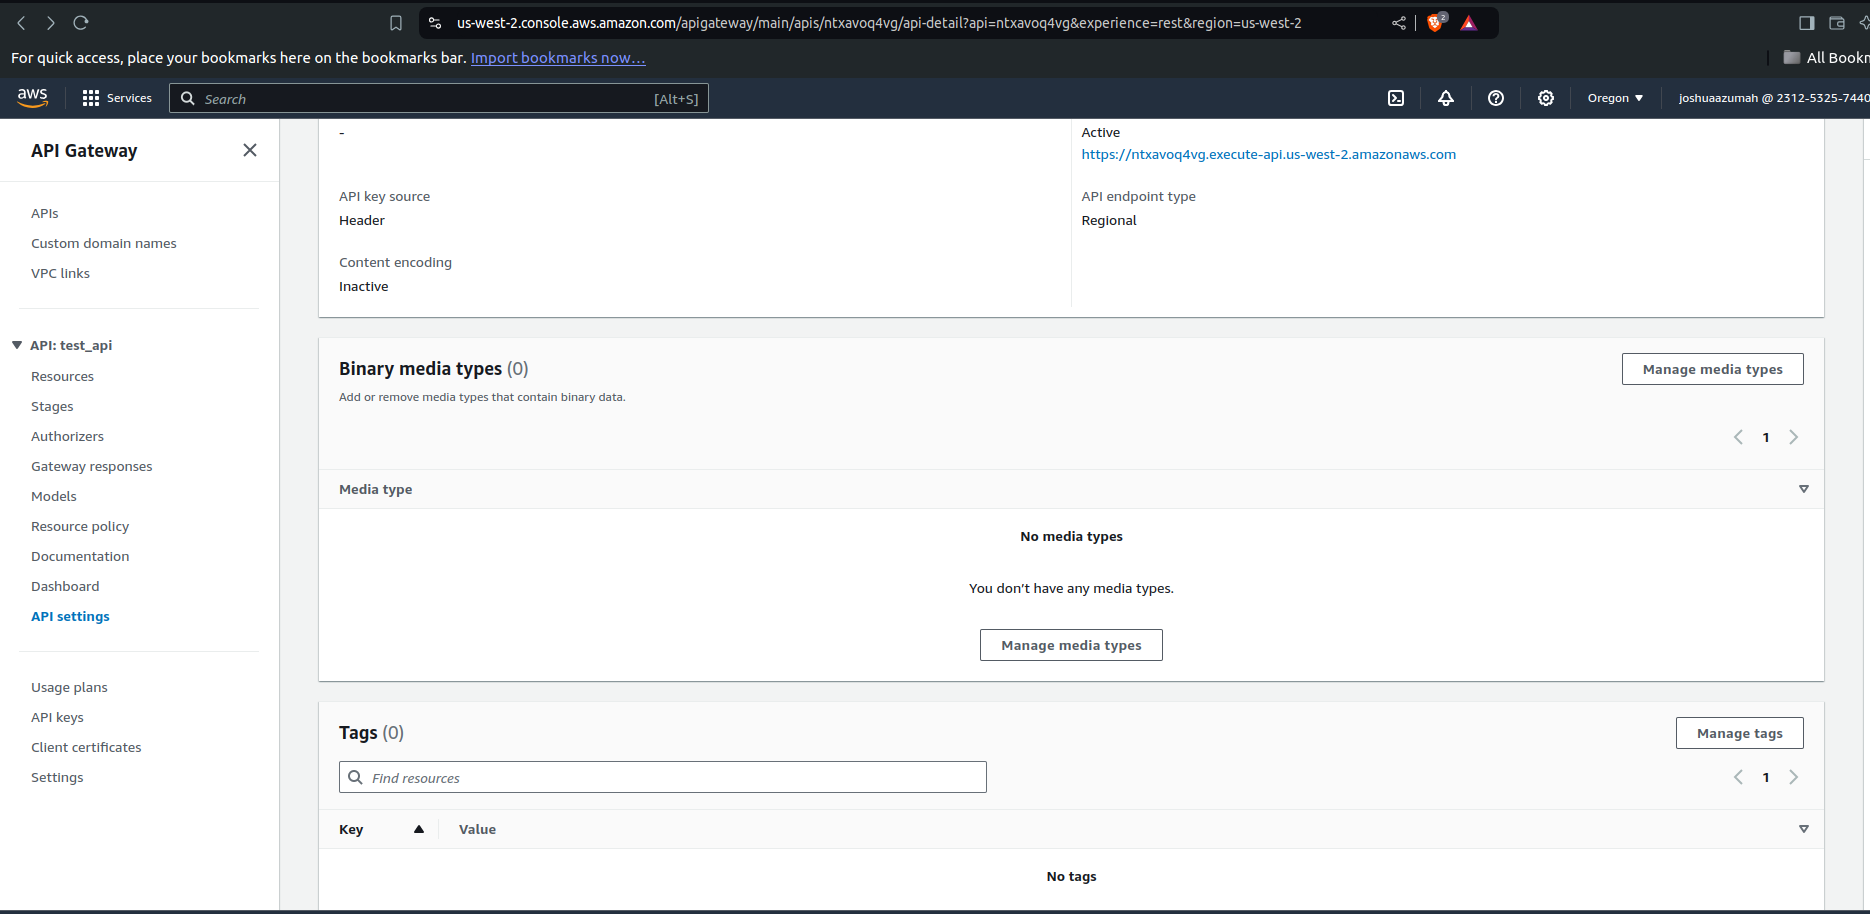 us-west-2.console.aws.amazon.com/apigateway/main/apis/ntxavoq4vg/api-detail?api=ntxavoq4vg&experience=rest&region=us-west-2
2
For quick access, place your bookmarks here on the bookmarks bar. Import bookmarks now...
All Bookm
aws
Services
Search
[Alt+S]
Oregon
joshuaazumah @ 2312-5325-7440
API Gateway
APIs
Custom domain names
VPC links
API: test_api
Resources
Stages
Authorizers
Gateway responses
Models
Resource policy
Documentation
Dashboard
API settings
Usage plans
API keys
Client certificates
Settings
-
Active
https://ntxavoq4vg.execute-api.us-west-2.amazonaws.com
API key source
Header
API endpoint type
Regional
Content encoding
Inactive
Binary media types (0)
Manage media types
Add or remove media types that contain binary data.
1
Media type
No media types
You don't have any media types.
Manage media types
Tags (0)
Manage tags
Find resources
1
Key
Value
No tags